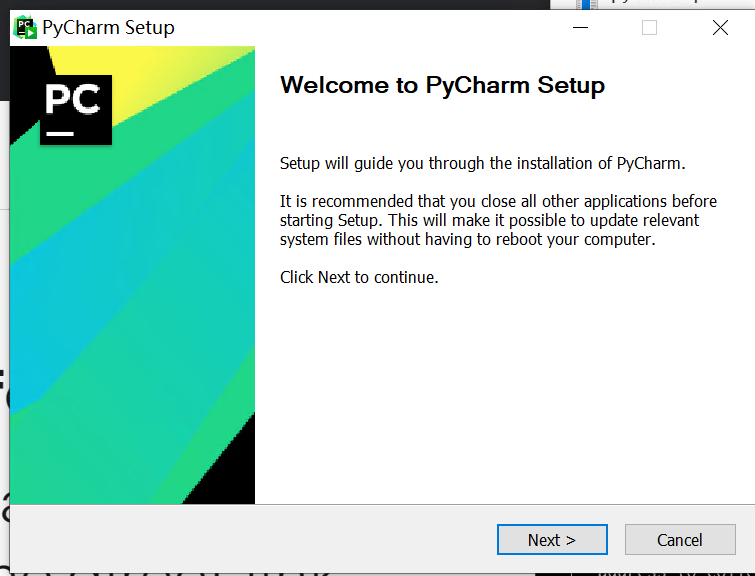 PyCharm Setup
PC
Welcome to PyCharm Setup
Setup will guide you through the installation of PyCharm.
It is recommended that you close all other applications before
starting Setup. This will make it possible to update relevant
system files without having to reboot your computer.
Click Next to continue.
Next >
Cancel